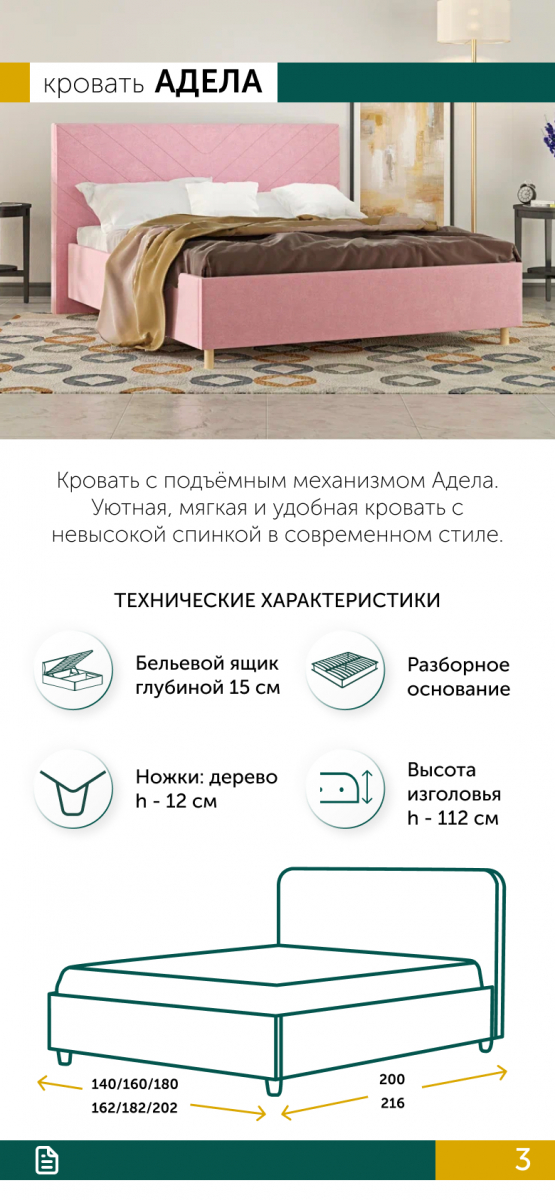 кровать АДЕЛА
Кровать с подъёмным механизмом Адела.
Уютная, мягкая и удобная кровать с
невысокой спинкой в современном стиле.
ТЕХНИЧЕСКИЕ ХАРАКТЕРИСТИКИ
Бельевой ящик
глубиной 15 см
Разборное
основание
Ножки: дерево
h - 12 см
Высота
изголовья
h - 112 см
140/160/180
162/182/202
200
216
3